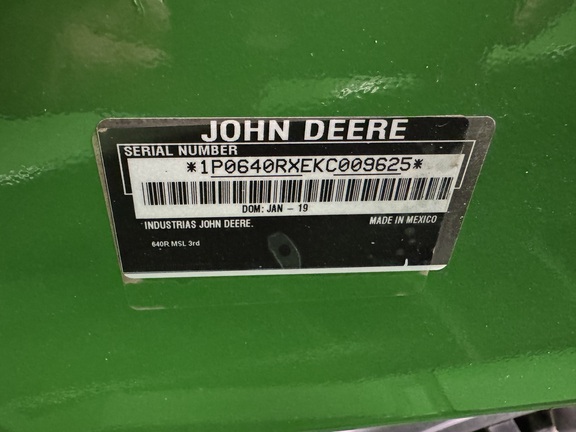 JOHN DEERE
SERIAL NUMBER
*1P0640RXEKC009625*
DOM: JAN - 19
INDUSTRIAS JOHN DEERE. MADE IN MEXICO
640R MSL 3rd